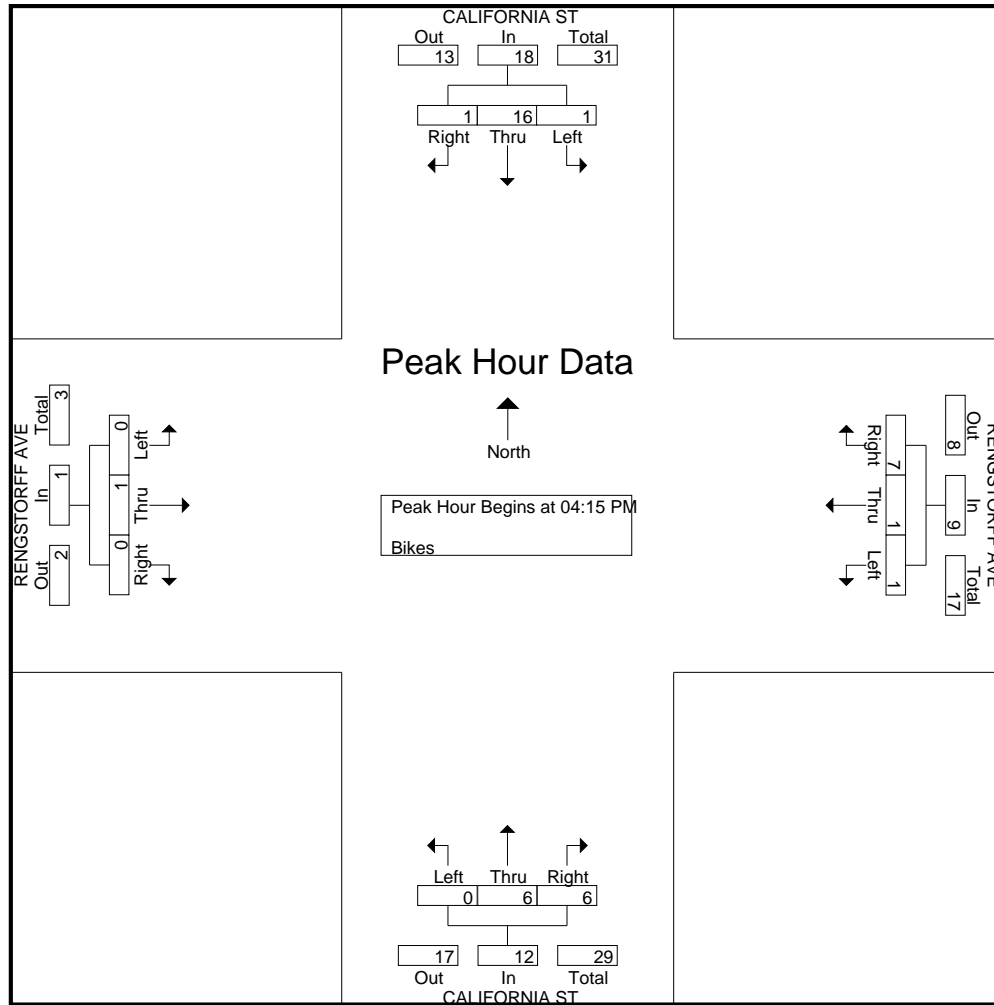 CALIFORNIA ST
Out In Total
13 18 31
1 16 1
Right Thru Left
Peak Hour Data
North
Peak Hour Begins at 04:15 PM
Bikes
RENGSTORFF AVE
Out In Total
2 1 3
0 1 0
Right Thru Left
RENGSTORFF AVE
Out In Total
8 9 17
7 1 1
Right Thru Left
Left Thru Right
0 6 6
17 12 29
Out In Total
CALIFORNIA ST